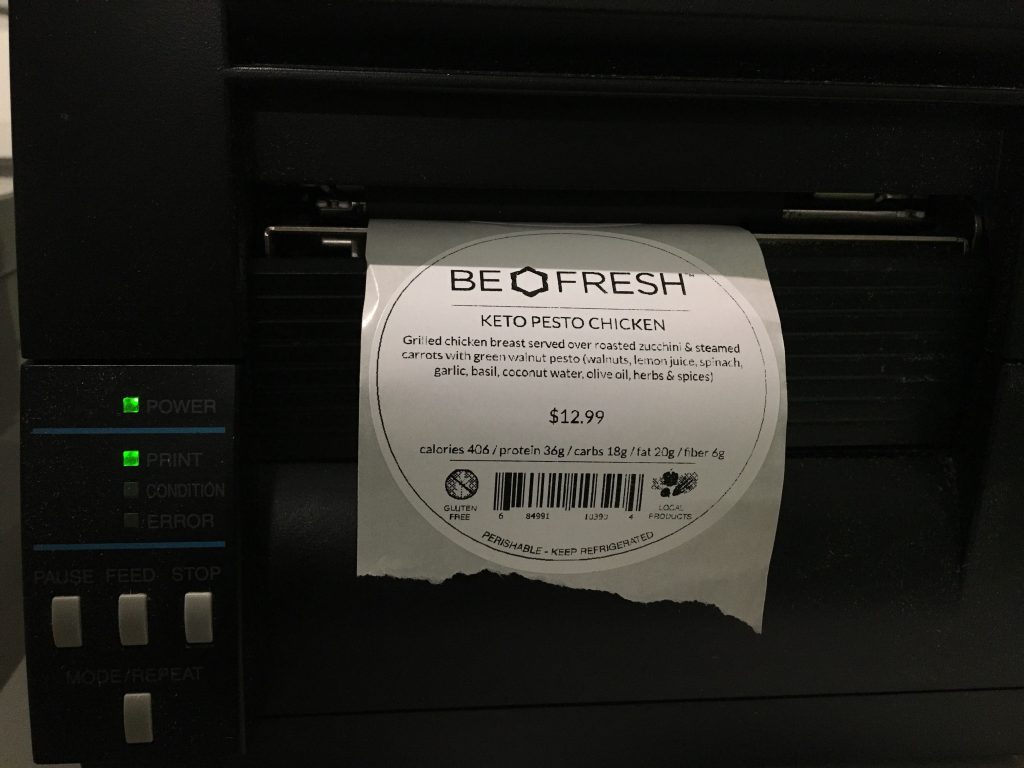 BE FRESH™
KETO PESTO CHICKEN
Grilled chicken breast served over roasted zucchini & steamed
carrots with green walnut pesto (walnuts, lemon juice, spinach,
garlic, basil, coconut water, olive oil, herbs & spices)
$12.99
calories 406 / protein 36g / carbs 18g / fat 20g / fiber 6g
GLUTEN
FREE
6 84991 10390 4
LOCAL
PRODUCTS
PERISHABLE - KEEP REFRIGERATED
POWER
PRINT
CONDITION
ERROR
PAUSE FEED STOP
MODE/REPEAT